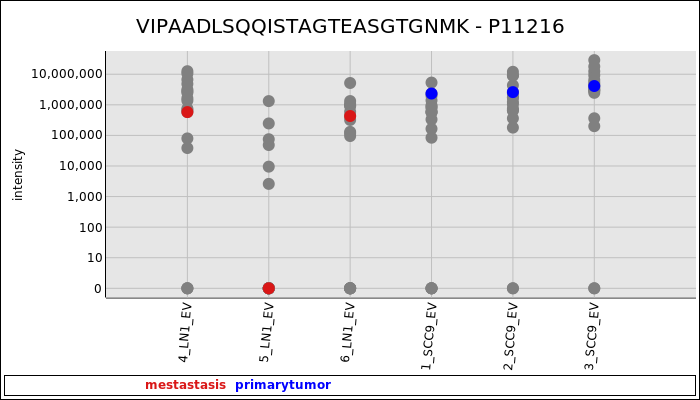 VIPAADLSQQISTAGTEASGTGNMK - P11216
10,000,000
1,000,000
100,000
10,000
1,000
100
10
0
intensity
4_LN1_EV
5_LN1_EV
6_LN1_EV
1_SCC9_EV
2_SCC9_EV
3_SCC9_EV
mestastasis primarytumor